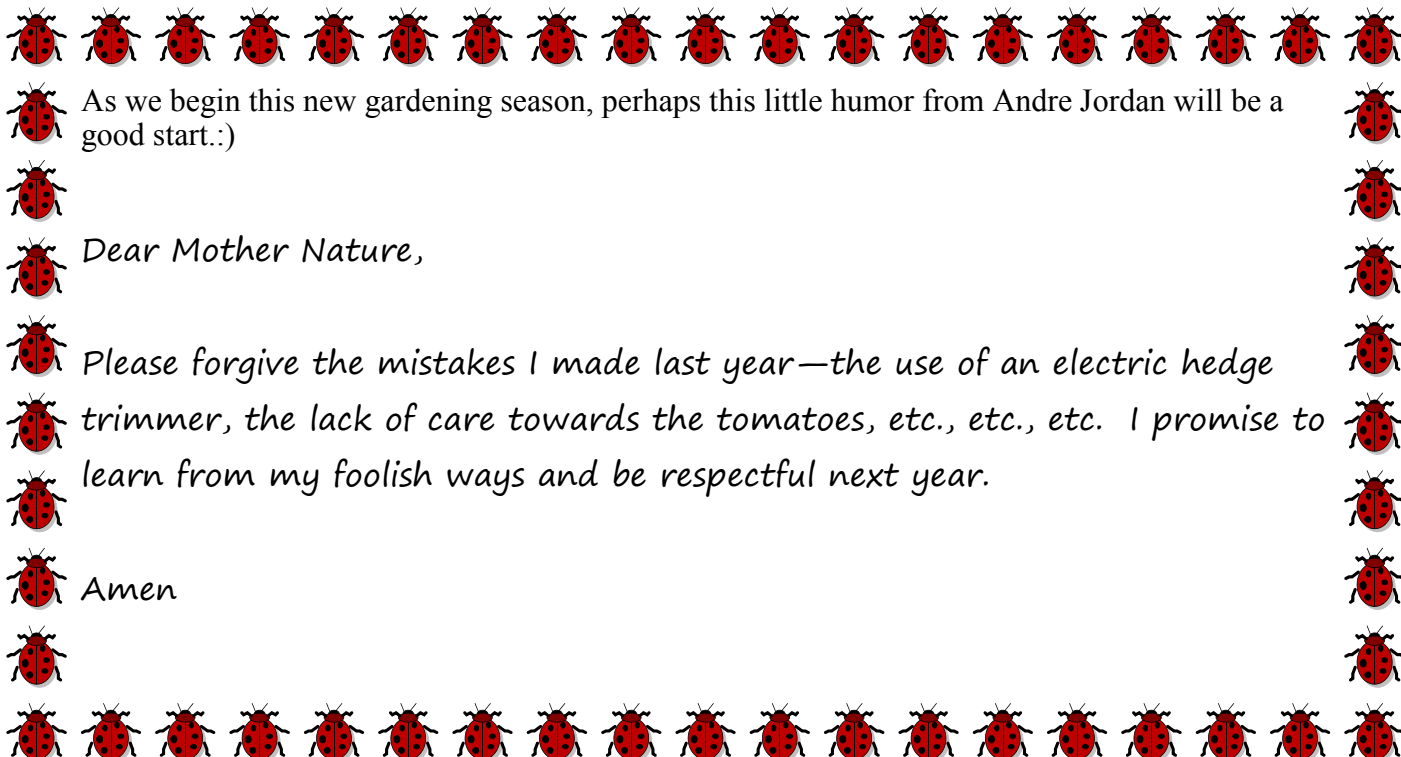 As we begin this new gardening season, perhaps this little humor from Andre Jordan will be a
good start.:)
Dear Mother Nature,
Please forgive the mistakes I made last year—the use of an electric hedge
trimmer, the lack of care towards the tomatoes, etc., etc., etc.  I promise to
learn from my foolish ways and be respectful next year.
Amen